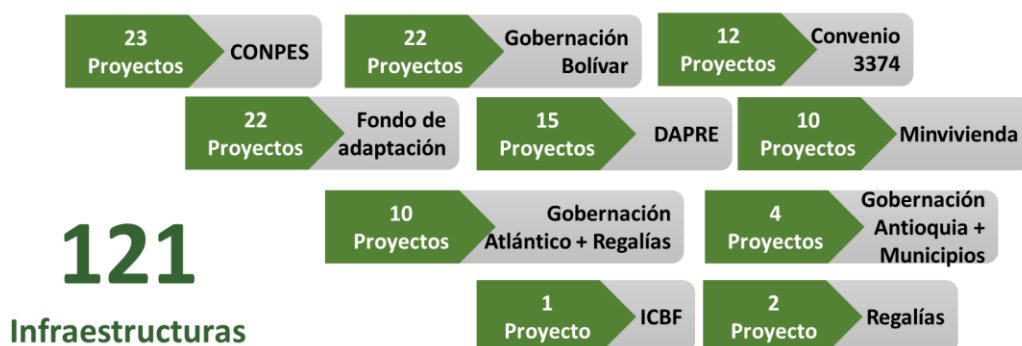 23
Proyectos
CONPES
22
Proyectos
Gobernación
Bolívar
12
Proyectos
Convenio
3374
22
Proyectos
Fondo de
adaptación
15
Proyectos
DAPRE
10
Proyectos
Minvivienda
10
Proyectos
Gobernación
Atlántico + Regalías
4
Proyectos
Gobernación
Antioquia +
Municipios
121
Infraestructuras
1
Proyecto
ICBF
2
Proyecto
Regalías